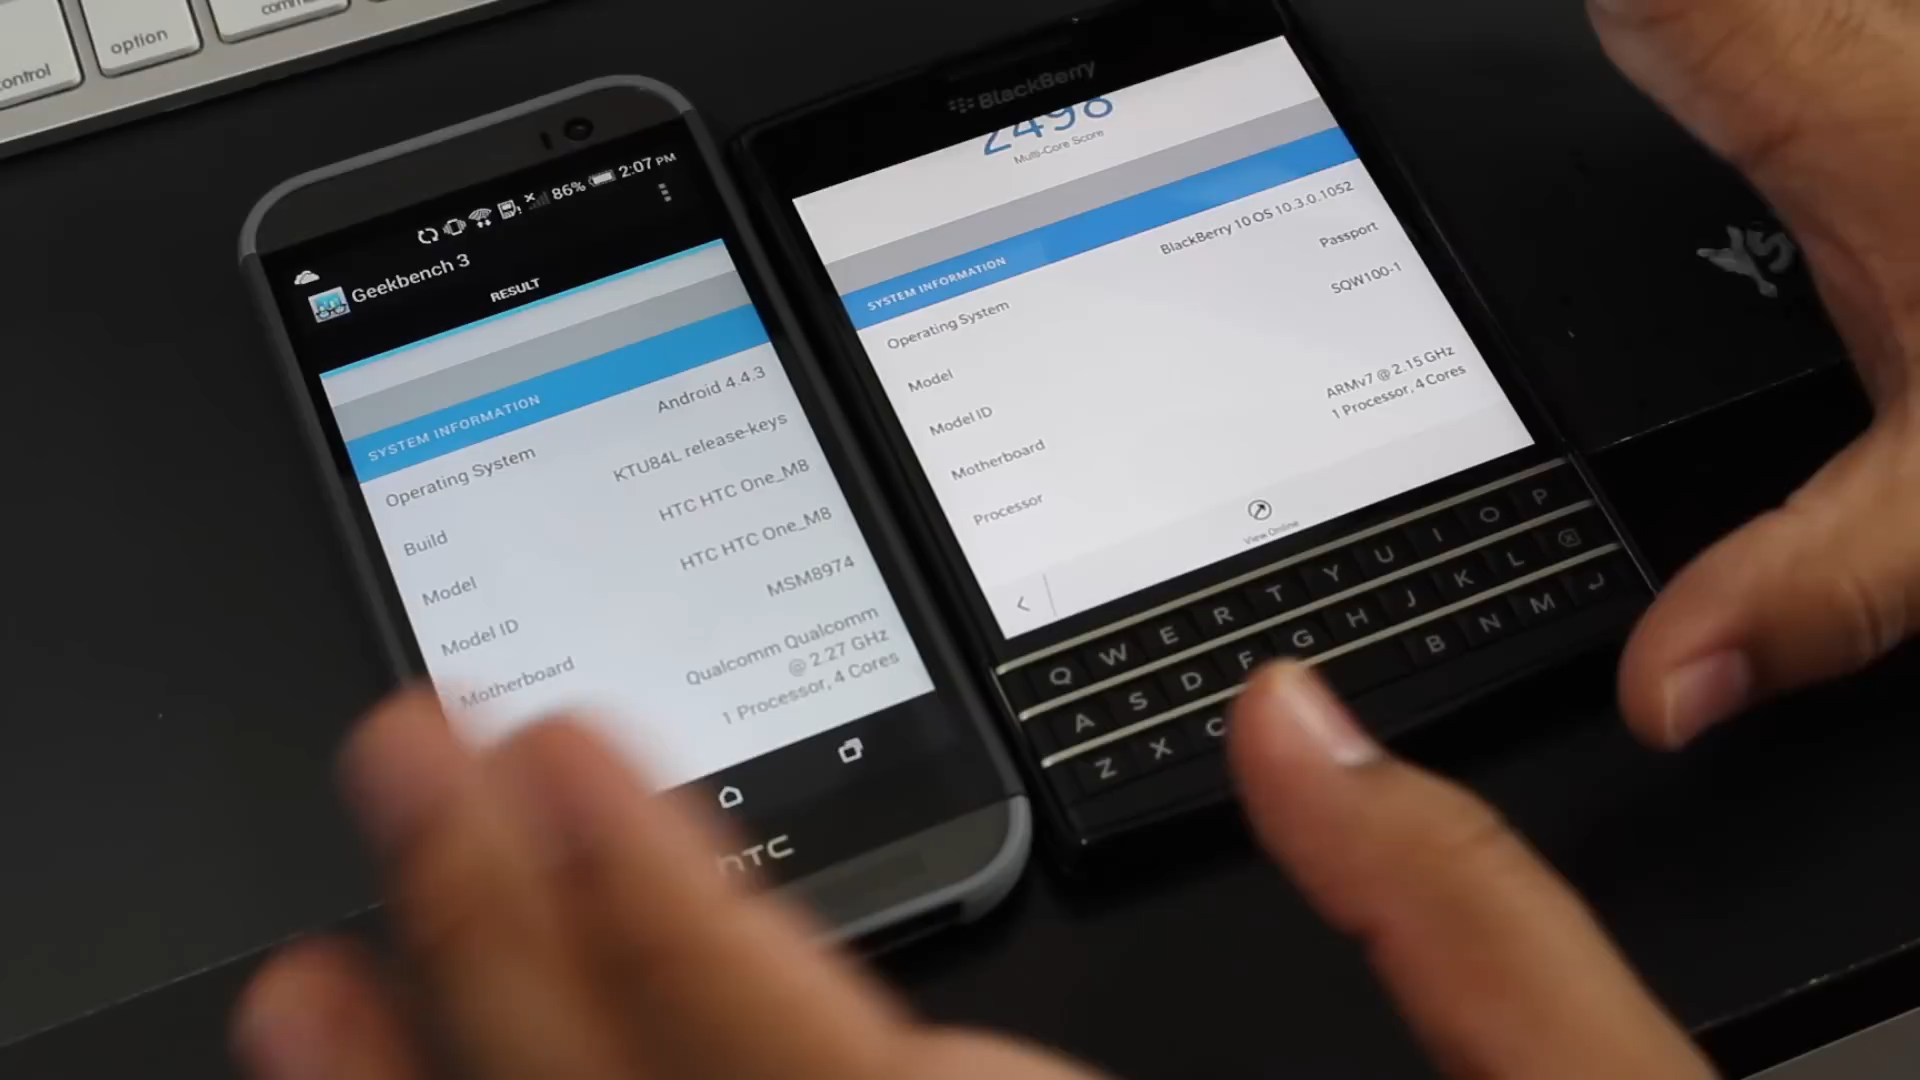 control
option
comm
86% 2:07 PM
Geekbench 3
RESULT
SYSTEM INFORMATION
Operating System Android 4.4.3
Build KTU84L release-keys
Model HTC HTC One_M8
Model ID HTC HTC One_M8
Motherboard MSM8974
Qualcomm Qualcomm
@ 2.27 GHz
1 Processor, 4 Cores
hTC
BlackBerry
2498
Multi-Core Score
SYSTEM INFORMATION
Operating System BlackBerry 10 OS 10.3.0.1052
Model Passport
Model ID SQW100-1
Motherboard
Processor ARMv7 @ 2.15 GHz
1 Processor, 4 Cores
View Online
Q W E R T Y U I O P
A S D F G H J K L
Z X C B N M